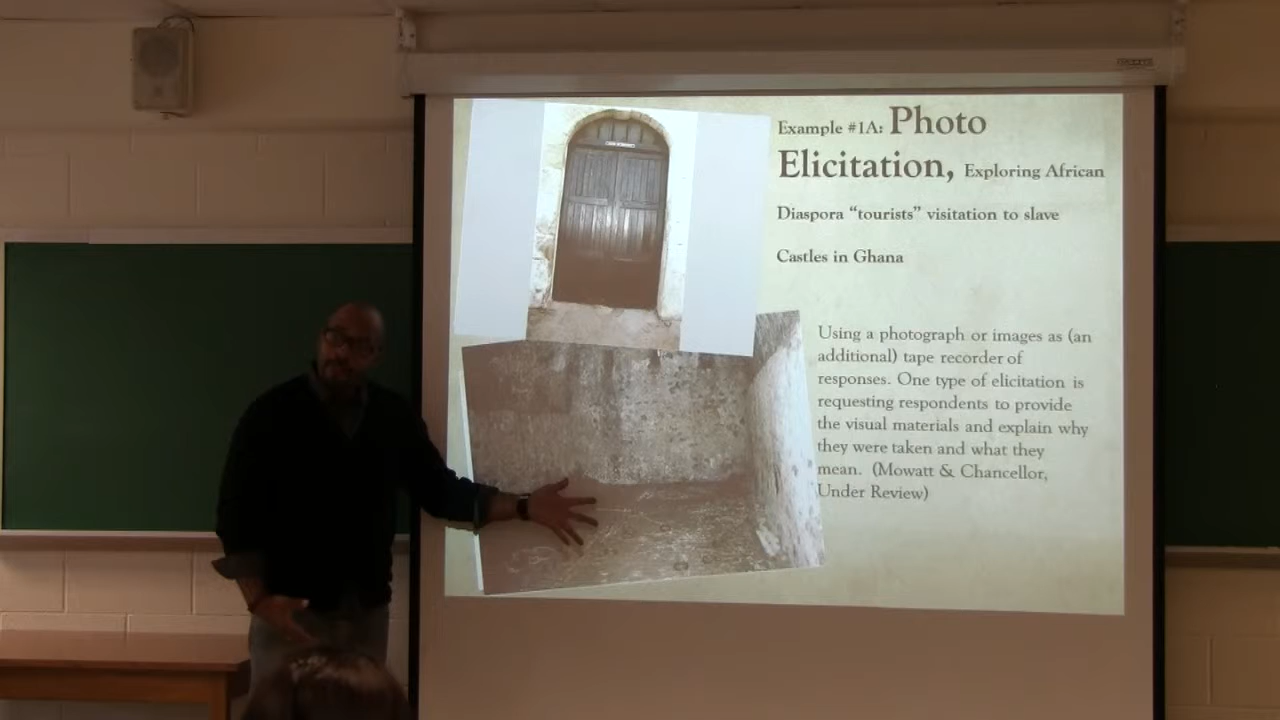 Example #1A: Photo
Elicitation, Exploring African
Diaspora “tourists” visitation to slave
Castles in Ghana
Using a photograph or images as (an
additional) tape recorder of
responses. One type of elicitation is
requesting respondents to provide
the visual materials and explain why
they were taken and what they
mean. (Mowatt & Chancellor,
Under Review)